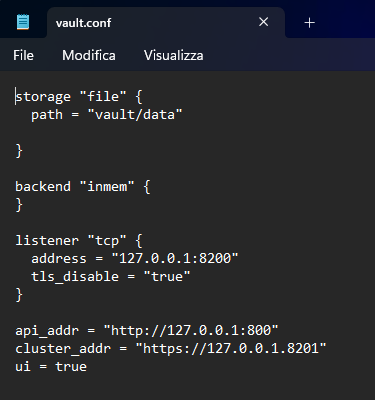 vault.conf
File Modifica Visualizza
storage "file" {
path = "vault/data"
}
backend "inmem" {
}
listener "tcp" {
address = "127.0.0.1:8200"
tls_disable = "true"
}
api_addr = "http://127.0.0.1:800"
cluster_addr = "https://127.0.0.1.8201"
ui = true